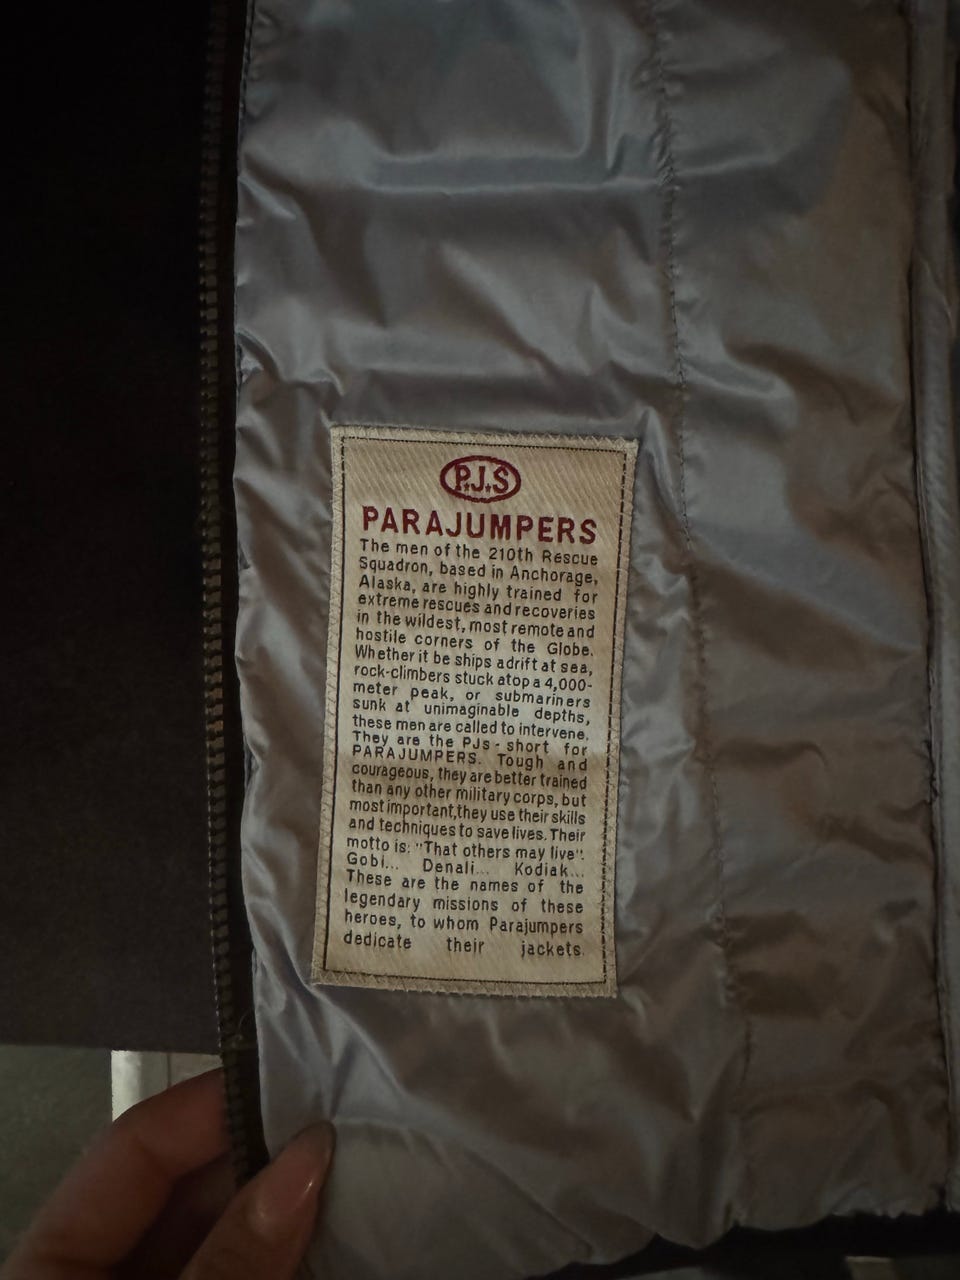 P.J.S
PARAJUMPERS
The men of the 210th Rescue
Squadron, based in Anchorage,
Alaska, are highly trained for
extreme rescues and recoveries
in the wildest, most remote and
hostile corners of the Globe.
Whether it be ships adrift at sea,
rock-climbers stuck atop a 4,000-
meter peak, or submariners
sunk at unimaginable depths,
these men are called to intervene.
They are the PJs - short for
PARAJUMPERS. Tough and
courageous, they are better trained
than any other military corps, but
most important,they use their skills
and techniques to save lives. Their
motto is: "That others may live".
Gobi... Denali... Kodiak...
These are the names of the
legendary missions of these
heroes, to whom Parajumpers
dedicate their jackets.